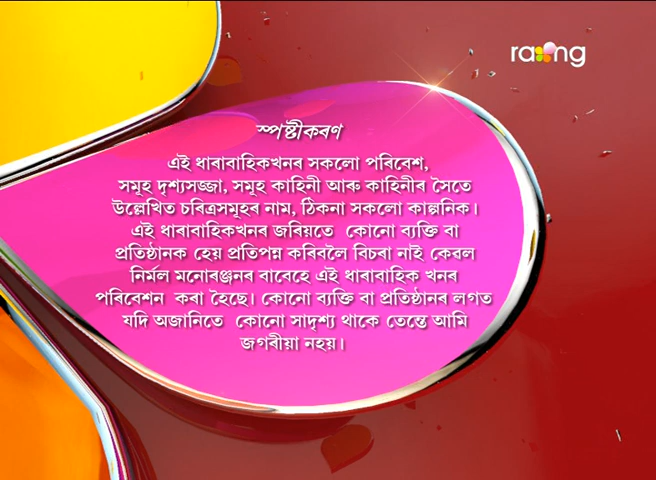 rang
স্পষ্টীকৰণ
এই ধাৰাবাহিকখনৰ সকলো পৰিবেশ,
সমূহ দৃশ্যসজ্জা, সমূহ কাহিনী আৰু কাহিনীৰ সৈতে
উল্লেখিত চৰিত্ৰসমূহৰ নাম, ঠিকনা সকলো কাল্পনিক।
এই ধাৰাবাহিকখনৰ জৰিয়তে কোনো ব্যক্তি বা
প্ৰতিষ্ঠানক হেয় প্ৰতিপন্ন কৰিবলৈ বিচৰা নাই কেৱল
নিৰ্মল মনোৰঞ্জনৰ বাবেহে এই ধাৰাবাহিক খনৰ
পৰিবেশন কৰা হৈছে। কোনো ব্যক্তি বা প্ৰতিষ্ঠানৰ লগত
যদি অজানিতে কোনো সাদৃশ্য থাকে তেন্তে আমি
জগৰীয়া নহয়।